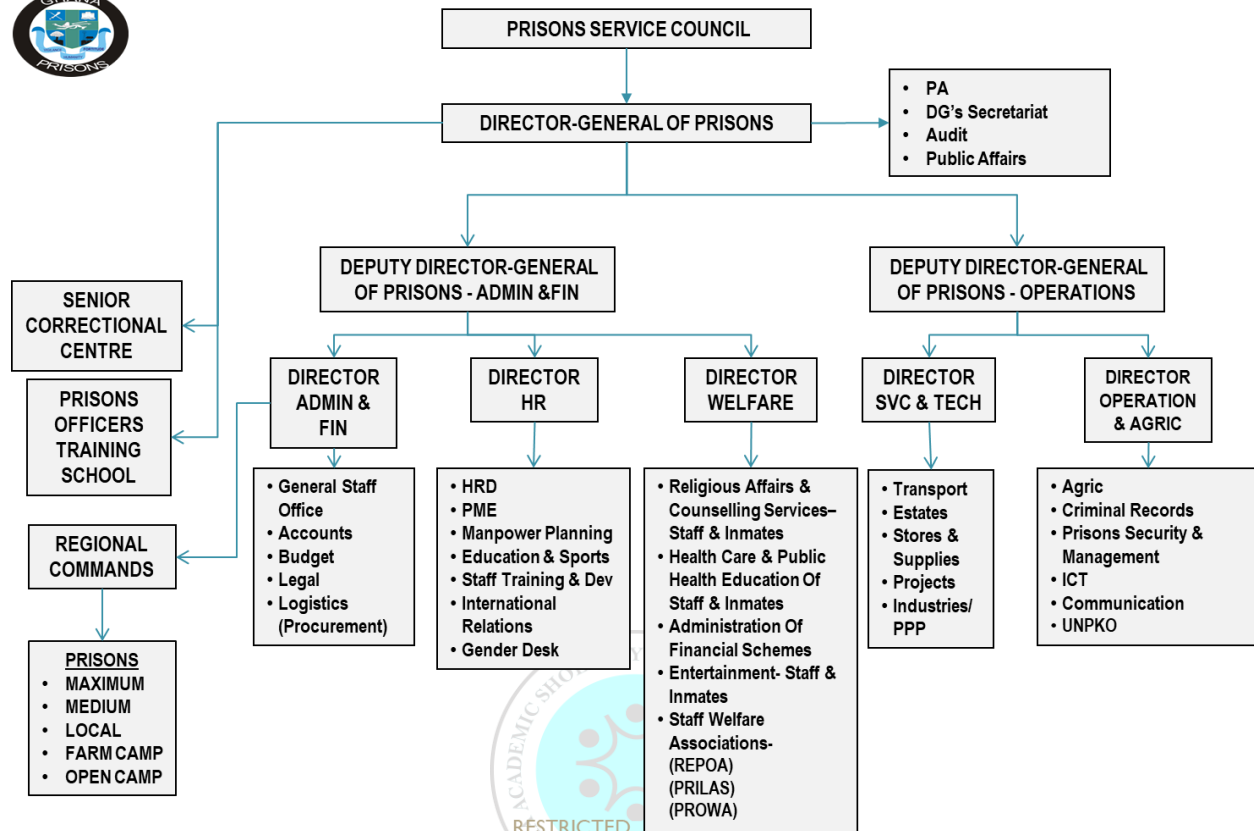 GHANA
PRISONS
PRISONS SERVICE COUNCIL
DIRECTOR-GENERAL OF PRISONS
• PA
• DG's Secretariat
• Audit
• Public Affairs
DEPUTY DIRECTOR-GENERAL
OF PRISONS - ADMIN &FIN
DEPUTY DIRECTOR-GENERAL
OF PRISONS - OPERATIONS
SENIOR
CORRECTIONAL
CENTRE
PRISONS
OFFICERS
TRAINING
SCHOOL
REGIONAL
COMMANDS
PRISONS
• MAXIMUM
• MEDIUM
• LOCAL
• FARM CAMP
• OPEN CAMP
DIRECTOR
ADMIN &
FIN
• General Staff
Office
• Accounts
• Budget
• Legal
• Logistics
(Procurement)
DIRECTOR
HR
• HRD
• PME
• Manpower Planning
• Education & Sports
• Staff Training & Dev
• International
Relations
• Gender Desk
DIRECTOR
WELFARE
• Religious Affairs &
Counselling Services–
Staff & Inmates
• Health Care & Public
Health Education Of
Staff & Inmates
• Administration Of
Financial Schemes
• Entertainment- Staff &
Inmates
• Staff Welfare
Associations-
(REPOA)
(PRILAS)
(PROWA)
DIRECTOR
SVC & TECH
• Transport
• Estates
• Stores &
Supplies
• Projects
• Industries/
PPP
DIRECTOR
OPERATION
& AGRIC
• Agric
• Criminal Records
• Prisons Security &
Management
• ICT
• Communication
• UNPKO
ACADEMIC
RESTRICTED